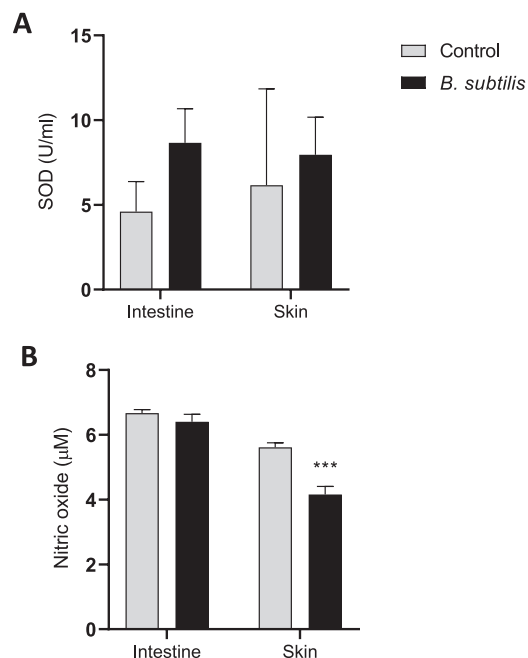 A
Control
B. subtilis
SOD (U/ml)
15
10
5
0
Intestine Skin
B
Nitric oxide (μM)
8
6
4
2
0
***
Intestine Skin